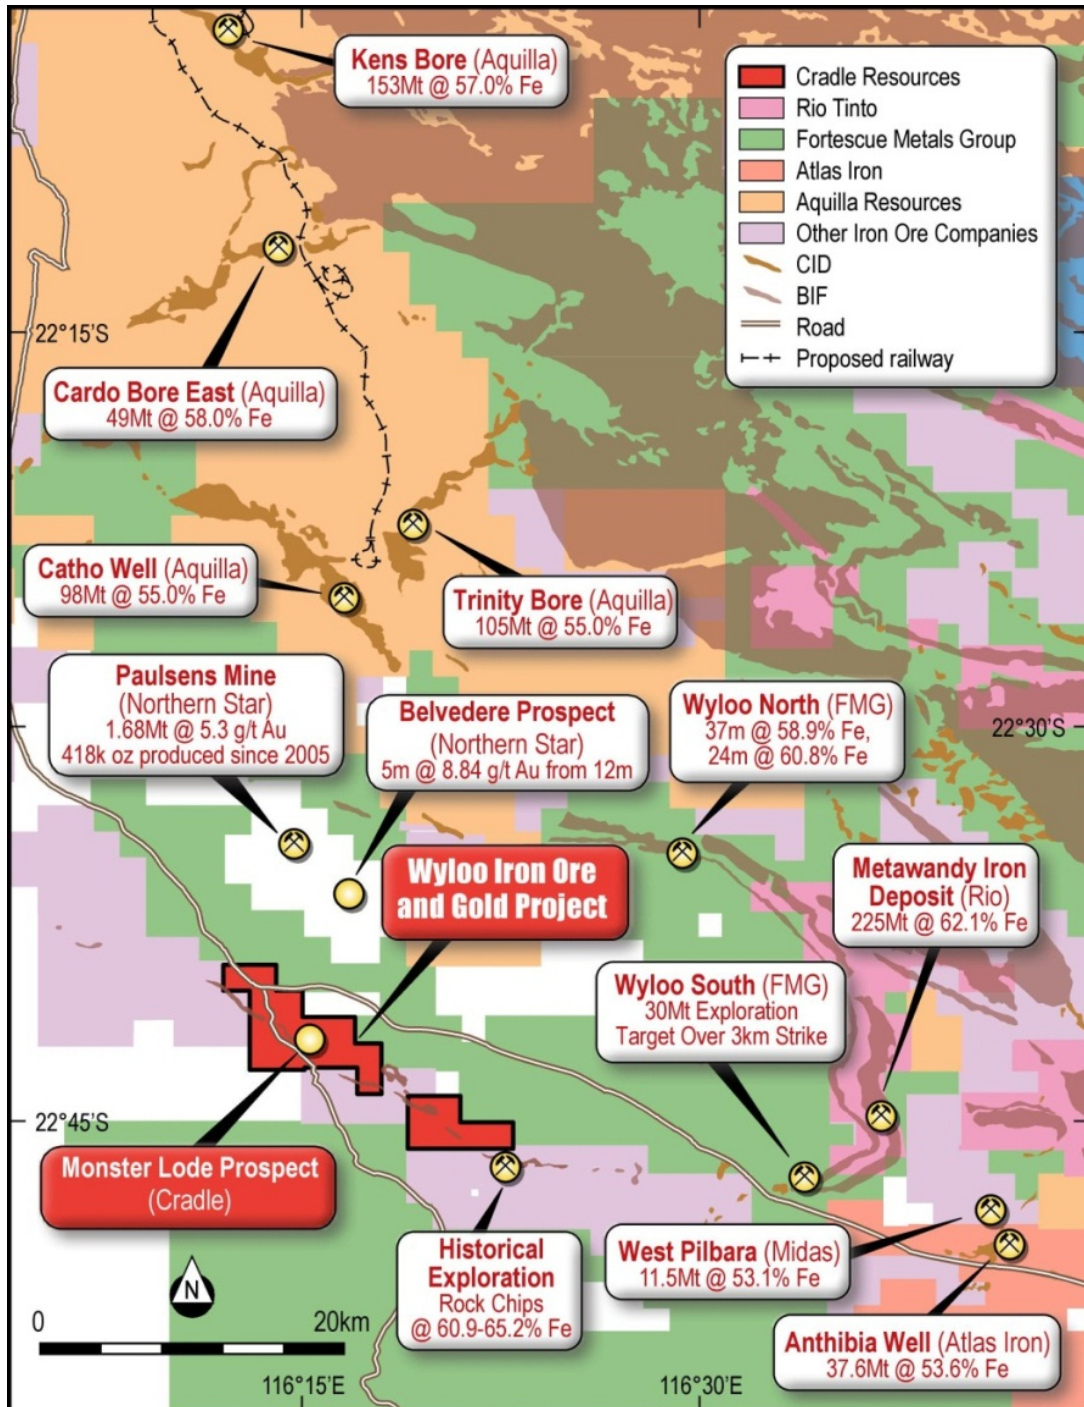 Kens Bore (Aquilla)
153Mt @ 57.0% Fe
Cradle Resources
Rio Tinto
Fortescue Metals Group
Atlas Iron
Aquilla Resources
Other Iron Ore Companies
CID
BIF
Road
Proposed railway
22°15'S
Cardo Bore East (Aquilla)
49Mt @ 58.0% Fe
Catho Well (Aquilla)
98Mt @ 55.0% Fe
Trinity Bore (Aquilla)
105Mt @ 55.0% Fe
Paulsens Mine
(Northern Star)
1.68Mt @ 5.3 g/t Au
418k oz produced since 2005
Belvedere Prospect
(Northern Star)
5m @ 8.84 g/t Au from 12m
Wyloo North (FMG)
37m @ 58.9% Fe,
24m @ 60.8% Fe
22°30'S
Wyloo Iron Ore
and Gold Project
Metawandy Iron
Deposit (Rio)
225Mt @ 62.1% Fe
Wyloo South (FMG)
30Mt Exploration
Target Over 3km Strike
22°45'S
Monster Lode Prospect
(Cradle)
Historical
Exploration
Rock Chips
@ 60.9-65.2% Fe
West Pilbara (Midas)
11.5Mt @ 53.1% Fe
Anthibia Well (Atlas Iron)
37.6Mt @ 53.6% Fe
N
0 20km
116°15'E
116°30'E